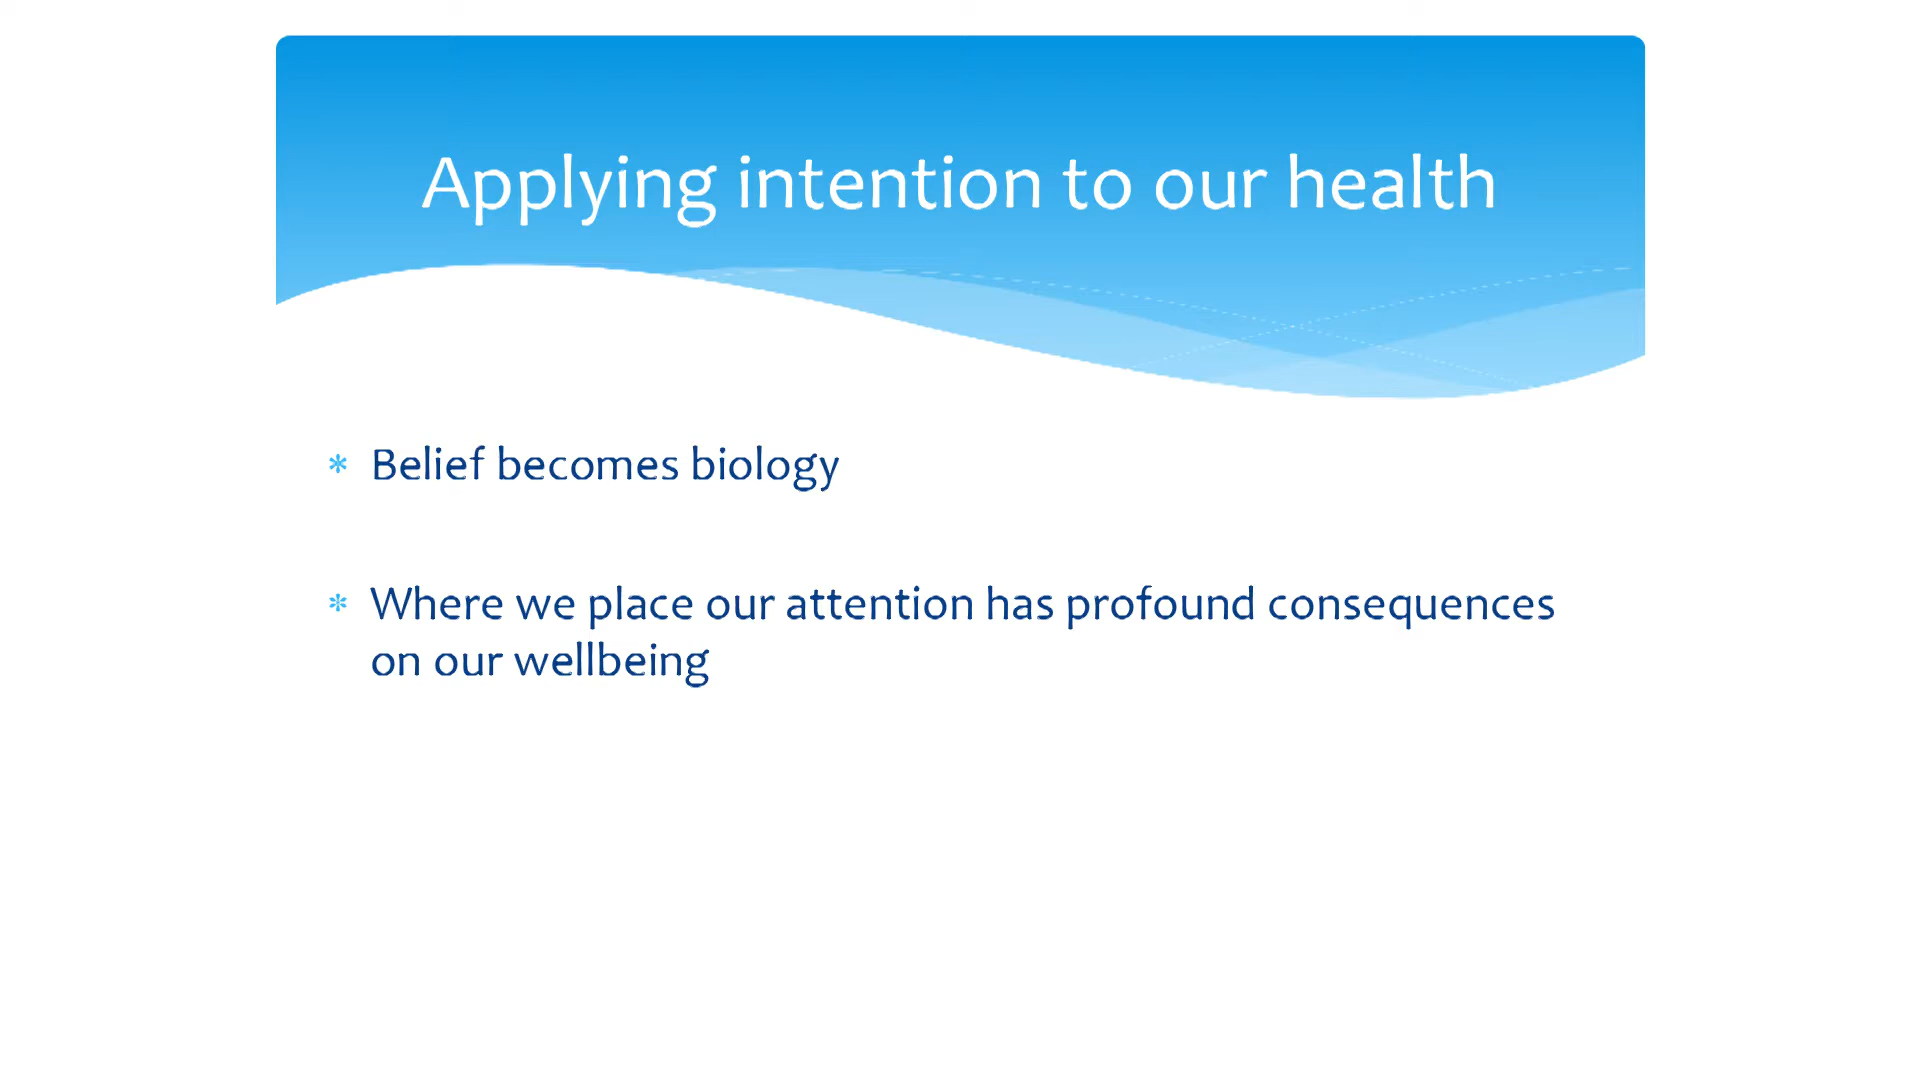 Applying intention to our health
* Belief becomes biology
* Where we place our attention has profound consequences
on our wellbeing